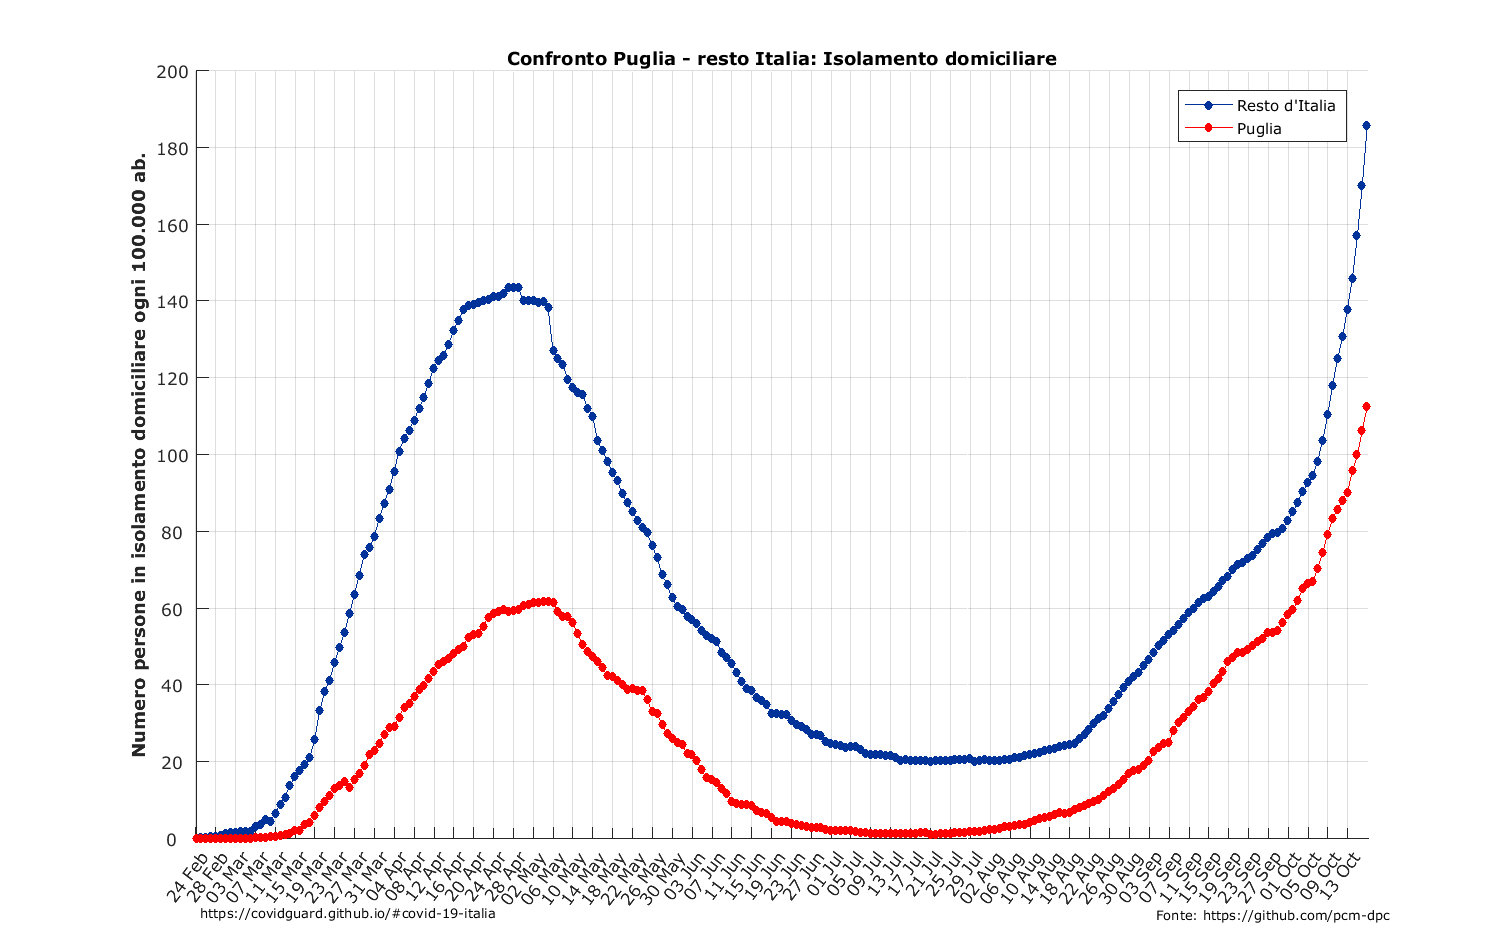 Confronto Puglia - resto Italia: Isolamento domiciliare
Numero persone in isolamento domiciliare ogni 100.000 ab.
200
180
160
140
120
100
80
60
40
20
0
Resto d'Italia
Puglia
24 Feb
28 Feb
03 Mar
07 Mar
11 Mar
15 Mar
19 Mar
23 Mar
27 Mar
31 Mar
04 Apr
08 Apr
12 Apr
16 Apr
20 Apr
24 Apr
28 Apr
02 May
06 May
10 May
14 May
18 May
22 May
26 May
30 May
03 Jun
07 Jun
11 Jun
15 Jun
19 Jun
23 Jun
27 Jun
01 Jul
05 Jul
09 Jul
13 Jul
17 Jul
21 Jul
25 Jul
29 Jul
02 Aug
06 Aug
10 Aug
14 Aug
18 Aug
22 Aug
26 Aug
30 Aug
03 Sep
07 Sep
11 Sep
15 Sep
19 Sep
23 Sep
27 Sep
01 Oct
05 Oct
09 Oct
13 Oct
https://covidguard.github.io/#covid-19-italia
Fonte: https://github.com/pcm-dpc